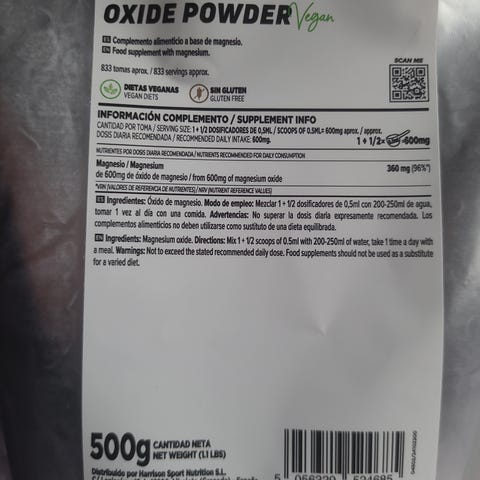 OXIDE POWDER Vegan
ES Complemento alimenticio a base de magnesio.
EN Food supplement with magnesium.
833 tomas aprox. / 833 servings approx.
SCAN ME
DIETAS VEGANAS
VEGAN DIETS
SIN GLUTEN
GLUTEN FREE
INFORMACIÓN COMPLEMENTO / SUPPLEMENT INFO
CANTIDAD POR TOMA / SERVING SIZE: 1 + 1/2 DOSIFICADORES DE 0,5ML / SCOOPS OF 0.5ML= 600mg aprox. / approx.
DOSIS DIARIA RECOMENDADA / RECOMMENDED DAILY INTAKE: 600mg.
1 + 1/2x =600mg
NUTRIENTES POR DOSIS DIARIA RECOMENDADA / NUTRIENTS RECOMMENDED FOR DAILY CONSUMPTION
Magnesio / Magnesium 360 mg (96%*)
de 600mg de óxido de magnesio / from 600mg of magnesium oxide
*VRN (VALORES DE REFERENCIA DE NUTRIENTES) / NRV (NUTRIENT REFERENCE VALUES)
ES Ingredientes: Óxido de magnesio. Modo de empleo: Mezclar 1 + 1/2 dosificadores de 0,5ml con 200-250ml de agua,
tomar 1 vez al día con una comida. Advertencias: No superar la dosis diaria expresamente recomendada. Los
complementos alimenticios no deben utilizarse como sustituto de una dieta equilibrada.
EN Ingredients: Magnesium oxide. Directions: Mix 1 + 1/2 scoops of 0.5ml with 200-250ml of water, take 1 time a day with
a meal. Warnings: Not to exceed the stated recommended daily dose. Food supplements should not be used as a substitute
for a varied diet.
500g CANTIDAD NETA
NET WEIGHT (1.1 LBS)
Distribuido por Harrison Sport Nutrition S.L.